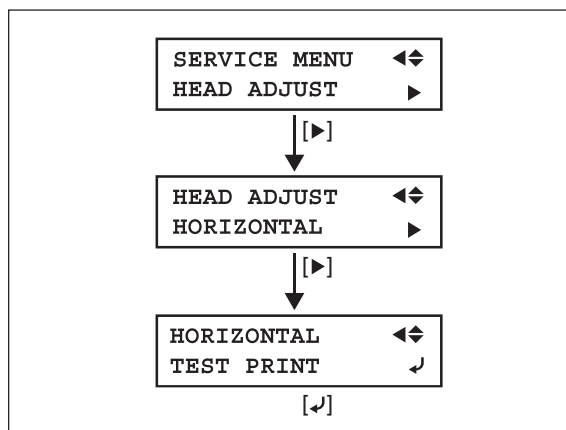 SERVICE MENU ◀◆
HEAD ADJUST ▶
[▶]
HEAD ADJUST ◀◆
HORIZONTAL ▶
[▶]
HORIZONTAL ◀◆
TEST PRINT ↲
[↲]